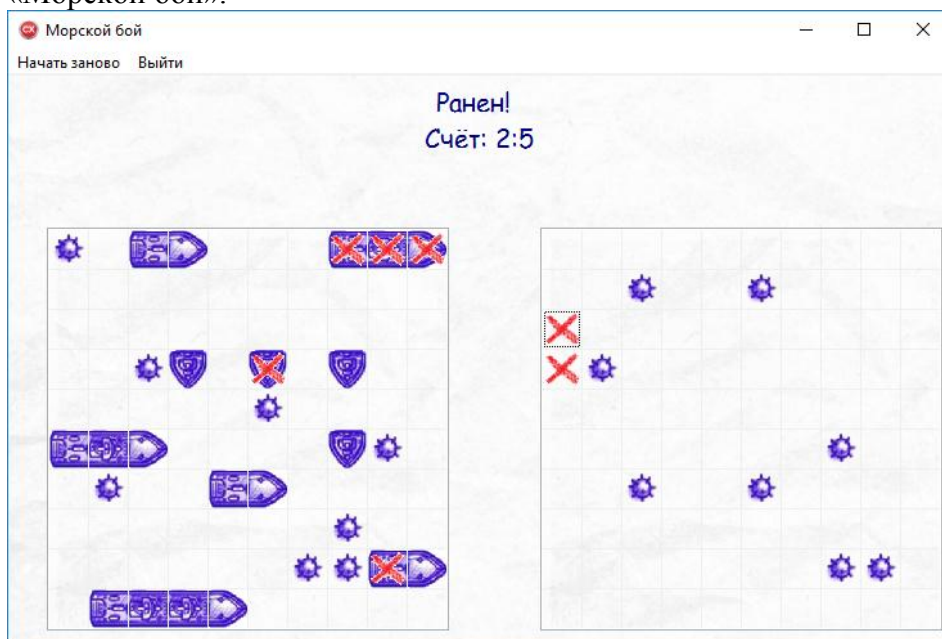 «Морской бой».
Морской бой
Начать заново Выйти
Ранен!
Счёт: 2:5